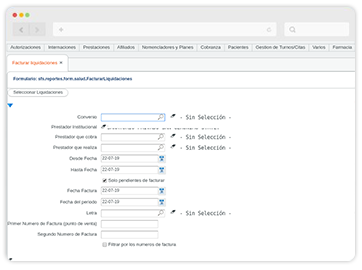 Autorizaciones Internaciones Prestaciones Afiliados Nomencladores y Planes Cobranza Pacientes Gestion de Turnos/Citas Varios Farmacia
Facturas liquidaciones
Formulario: sfs.reportes.form.salud.FacturarLiquidaciones
Seleccionar Liquidaciones
Convenio - Sin Selección -
Prestador Institucional
Prestador que cobra - Sin Selección -
Prestador que realiza - Sin Selección -
Desde Fecha 22-07-19
Hasta Fecha 22-07-19
Solo pendientes de facturar
Fecha Factura 22-07-19
Fecha del periodo 22-07-19
Letra - Sin Selección -
Primer Numero de Factura (punto de venta)
Segundo Numero de Factura
Filtrar por los numeros de factura